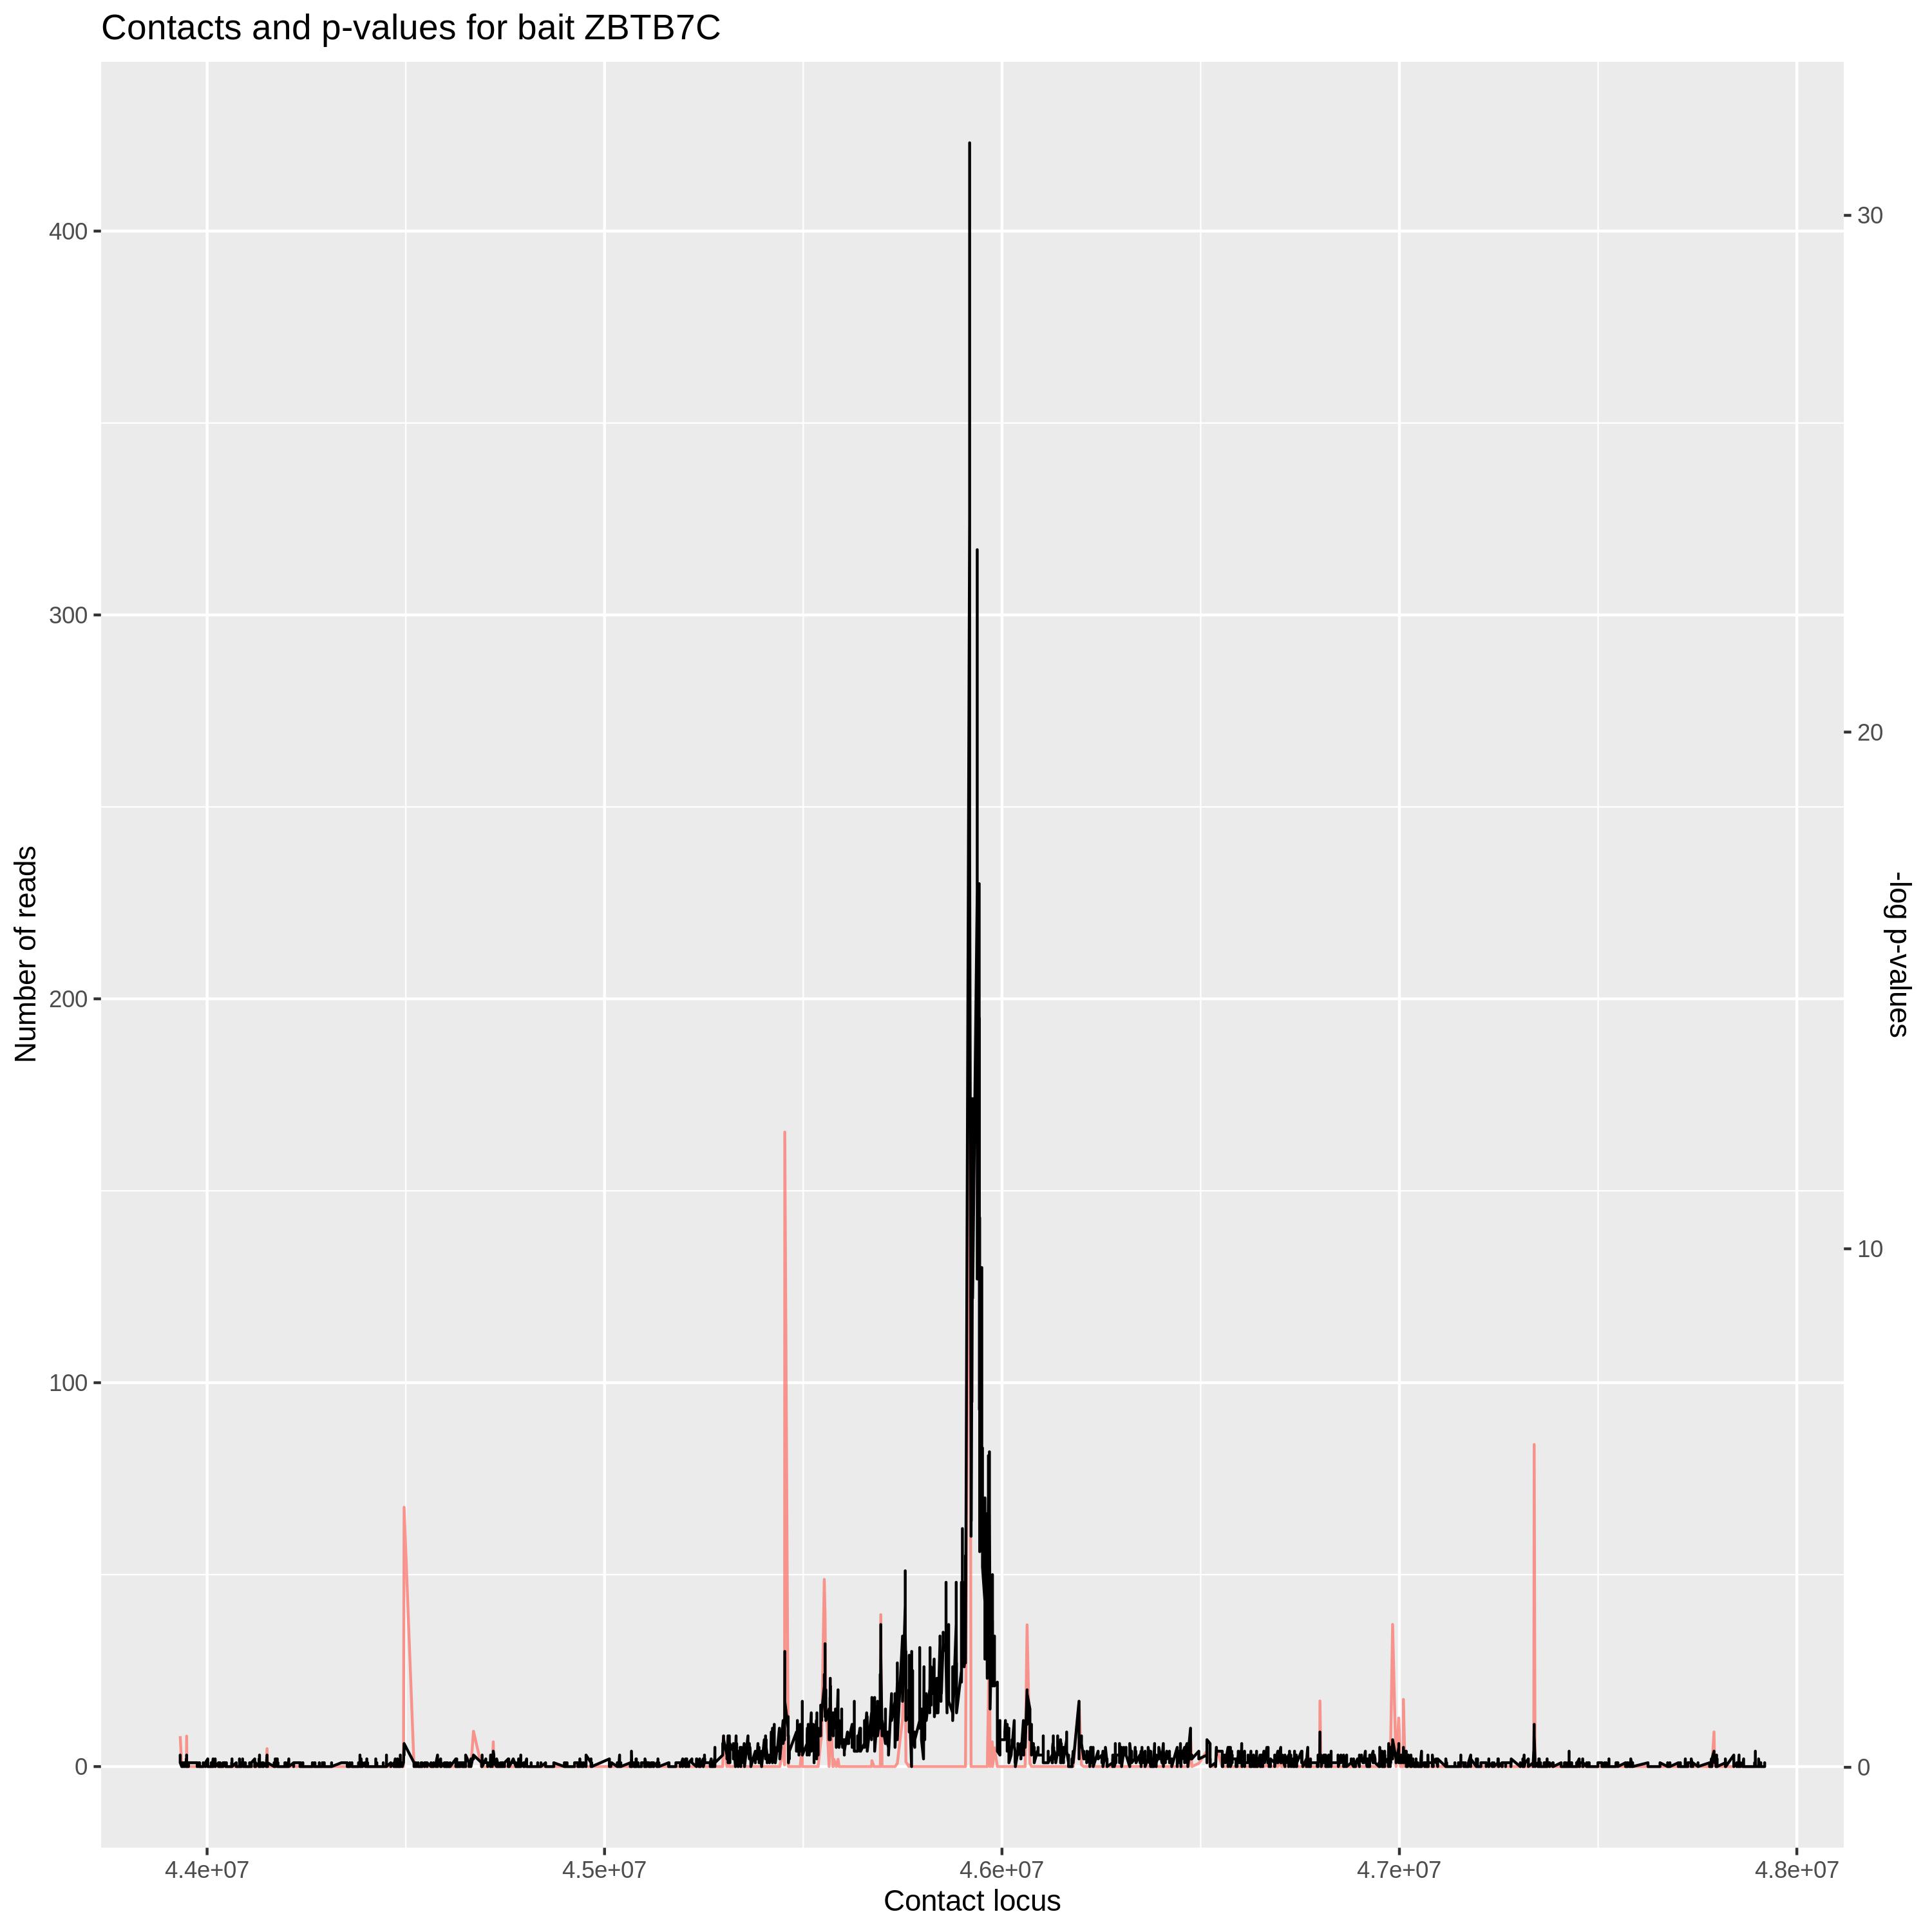 Contacts and p-values for bait ZBTB7C
400
300
200
100
0
Number of reads
30
20
10
0
-log p-values
4.4e+07 4.5e+07 4.6e+07 4.7e+07 4.8e+07
Contact locus